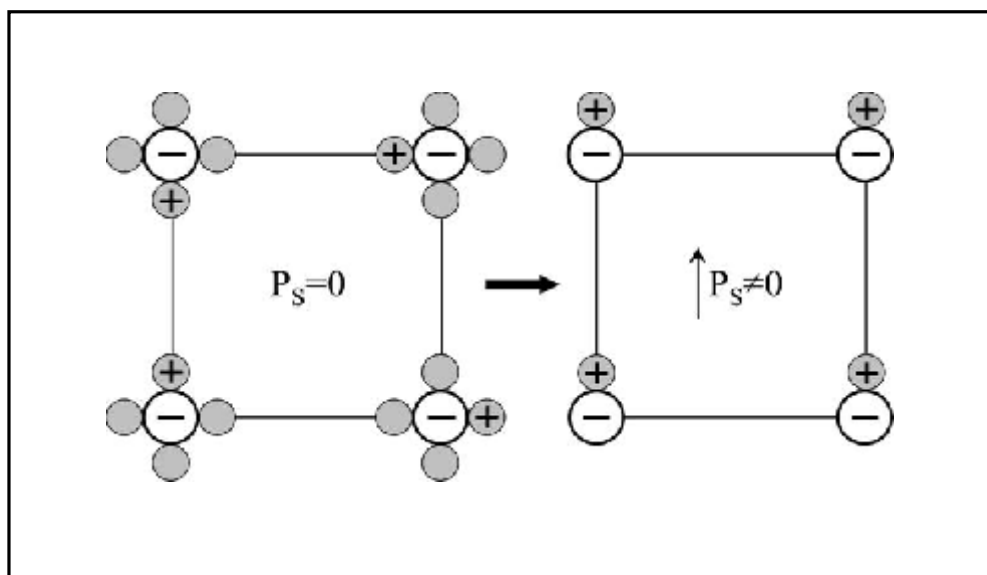 + +
− + − − −
+
P_S=0 P_S≠0
+ + +
− − + − −